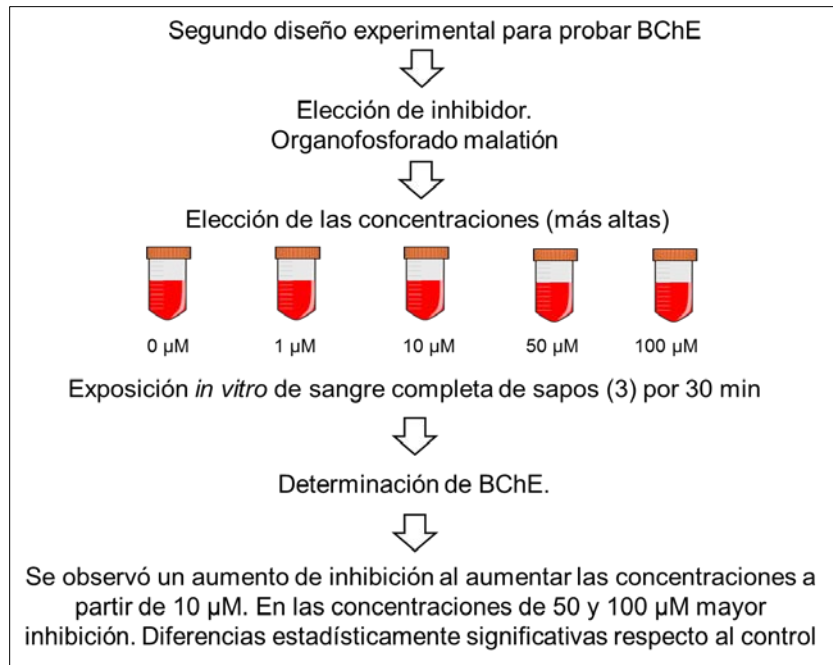 Segundo diseño experimental para probar BChE
Elección de inhibidor.
Organofosforado malatión
Elección de las concentraciones (más altas)
0 µM 1 µM 10 µM 50 µM 100 µM
Exposición in vitro de sangre completa de sapos (3) por 30 min
Determinación de BChE.
Se observó un aumento de inhibición al aumentar las concentraciones a
partir de 10 µM. En las concentraciones de 50 y 100 µM mayor
inhibición. Diferencias estadísticamente significativas respecto al control